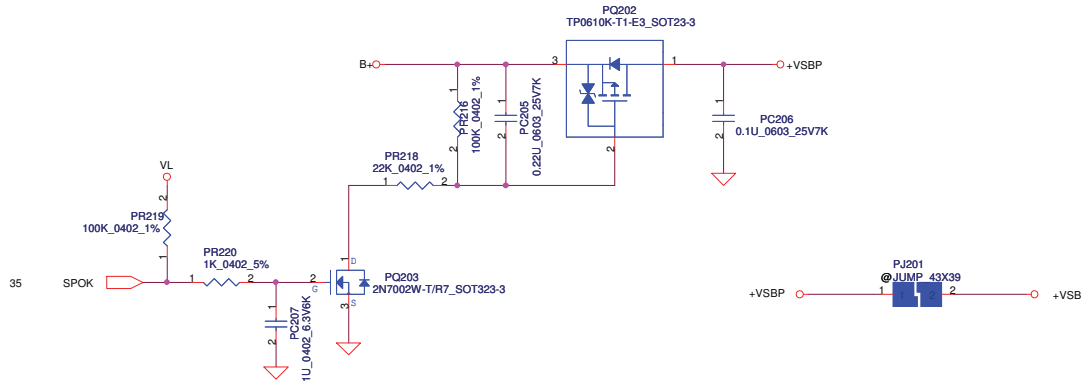 PQ202
TP0610K-T1-E3_SOT23-3
B+
3
1
+VSBP
1
PR216
100K_0402_1%
2
1
PC205
0.22U_0603_25V7K
2
2
1
PC206
0.1U_0603_25V7K
2
PR218
22K_0402_1%
1
2
VL
2
PR219
100K_0402_1%
1
PR220
1K_0402_5%
35
SPOK
1
2
2
G
1
D
PQ203
2N7002W-T/R7_SOT323-3
3
S
1
PC207
1U_0402_6.3V6K
2
PJ201
@JUMP_43X39
+VSBP
1
1
2
2
+VSB